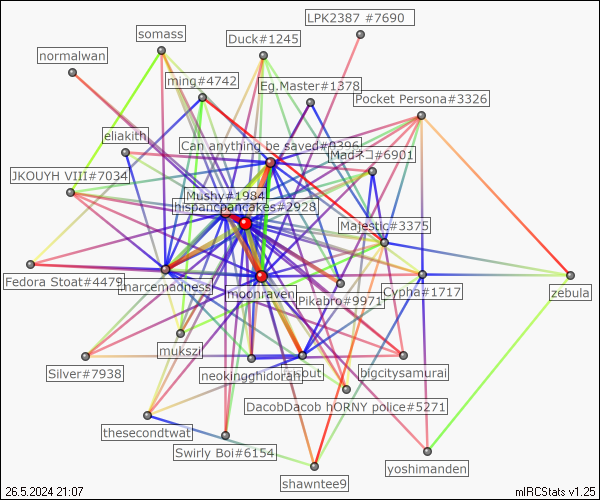 LPK2387 #7690
somass
Duck#1245
normalwan
ming#4742
Eg.Master#1378
Pocket Persona#3326
eliakith
Can anything be saved#0396
Madネコ#6901
JKOUYH VIII#7034
Mushy#1984
hispancpancakes#2928
Majestic#3375
Fedora Stoat#4479
marcemadness
moonraven
Pikabro#9971
Cypha#1717
zebula
mukszi
Silver#7938
neokingghidorah
out
bigcitysamurai
DacobDacob hORNY police#5271
thesecondtwat
Swirly Boi#6154
yoshimanden
shawntee9
26.5.2024 21:07
mIRCStats v1.25